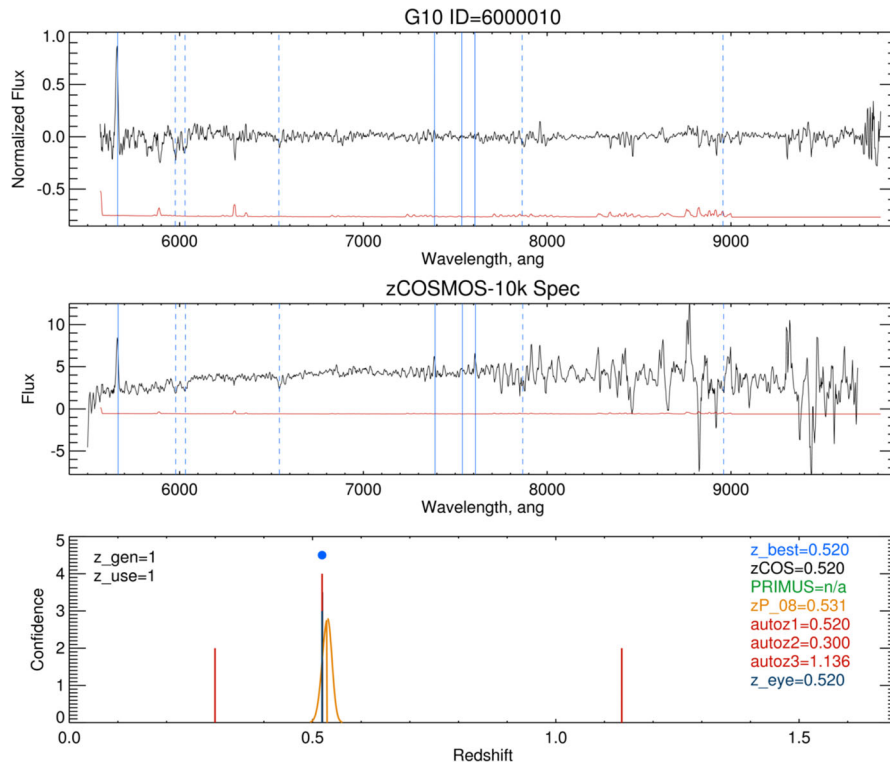 G10 ID=6000010
1.0
0.5
0.0
-0.5
Normalized Flux
6000 7000 8000 9000
Wavelength, ang
zCOSMOS-10k Spec
10
5
0
-5
Flux
6000 7000 8000 9000
Wavelength, ang
5
4
3
2
1
0
Confidence
z_gen=1
z_use=1
z_best=0.520
zCOS=0.520
PRIMUS=n/a
zP_08=0.531
autoz1=0.520
autoz2=0.300
autoz3=1.136
z_eye=0.520
0.0 0.5 1.0 1.5
Redshift